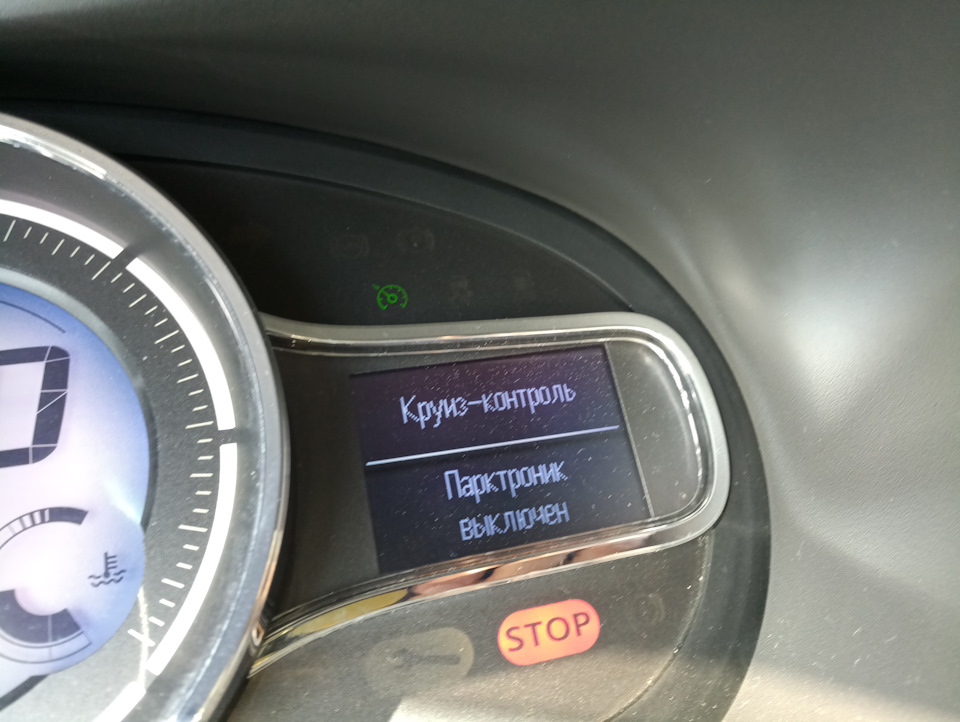 Круиз-контроль
Парктроник
выключен
STOP